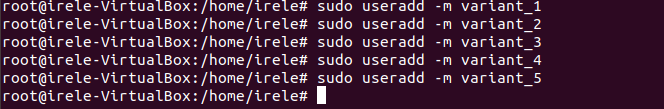 root@irele-VirtualBox:/home/irele# sudo useradd -m variant_1
root@irele-VirtualBox:/home/irele# sudo useradd -m variant_2
root@irele-VirtualBox:/home/irele# sudo useradd -m variant_3
root@irele-VirtualBox:/home/irele# sudo useradd -m variant_4
root@irele-VirtualBox:/home/irele# sudo useradd -m variant_5
root@irele-VirtualBox:/home/irele#